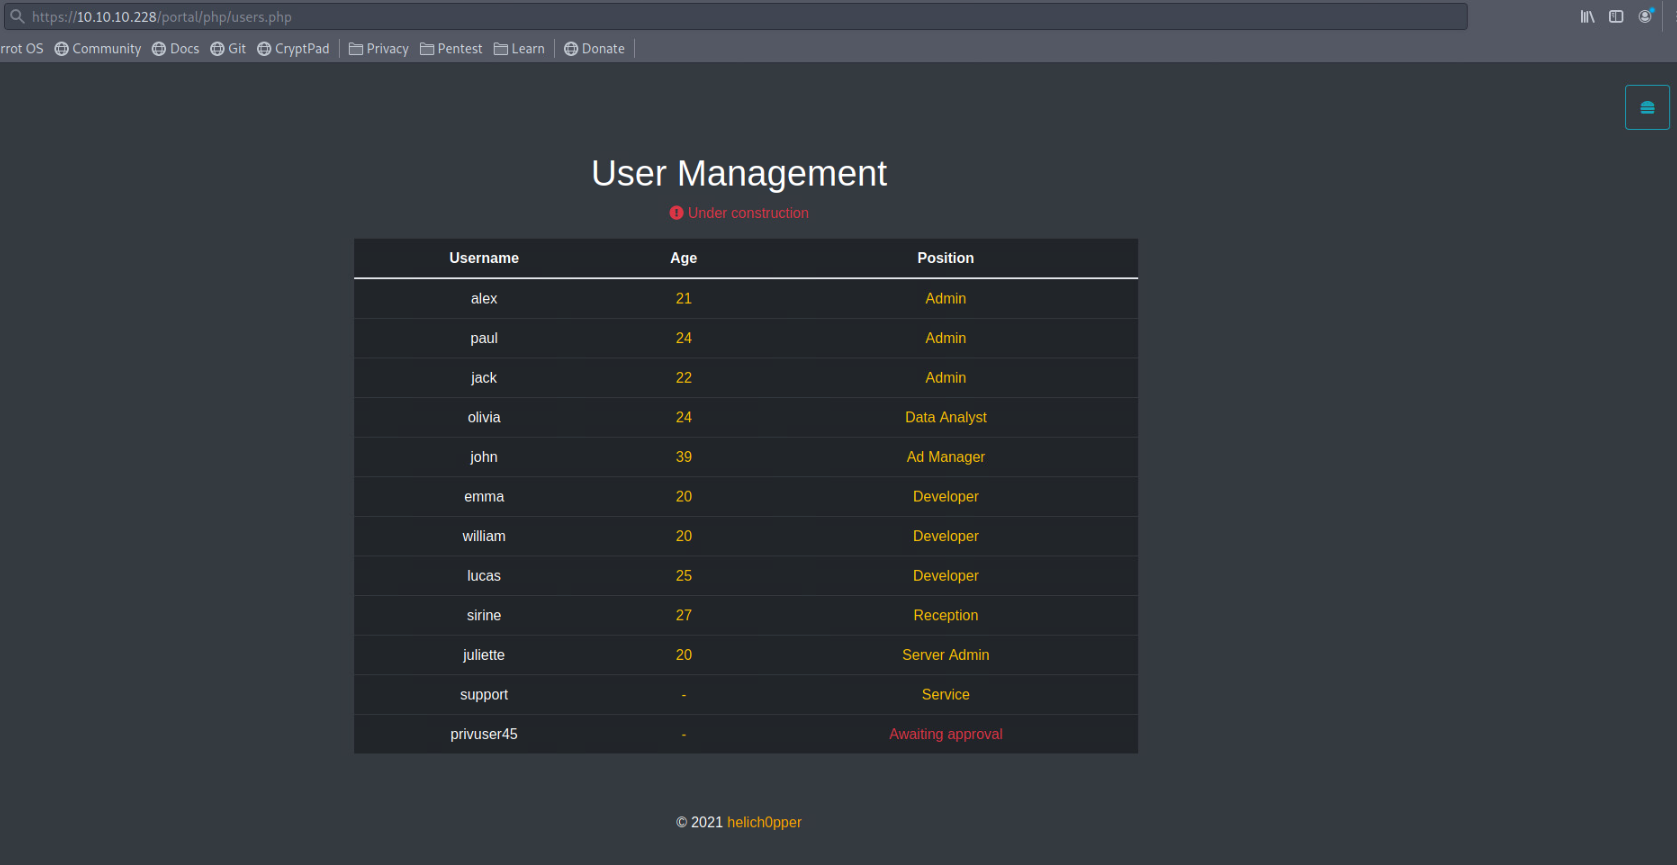 https://10.10.10.228/portal/php/users.php
rrot OS Community Docs Git CryptPad Privacy Pentest Learn Donate
User Management
Under construction
Username Age Position
alex 21 Admin
paul 24 Admin
jack 22 Admin
olivia 24 Data Analyst
john 39 Ad Manager
emma 20 Developer
william 20 Developer
lucas 25 Developer
sirine 27 Reception
juliette 20 Server Admin
support - Service
privuser45 - Awaiting approval
© 2021 helich0pper